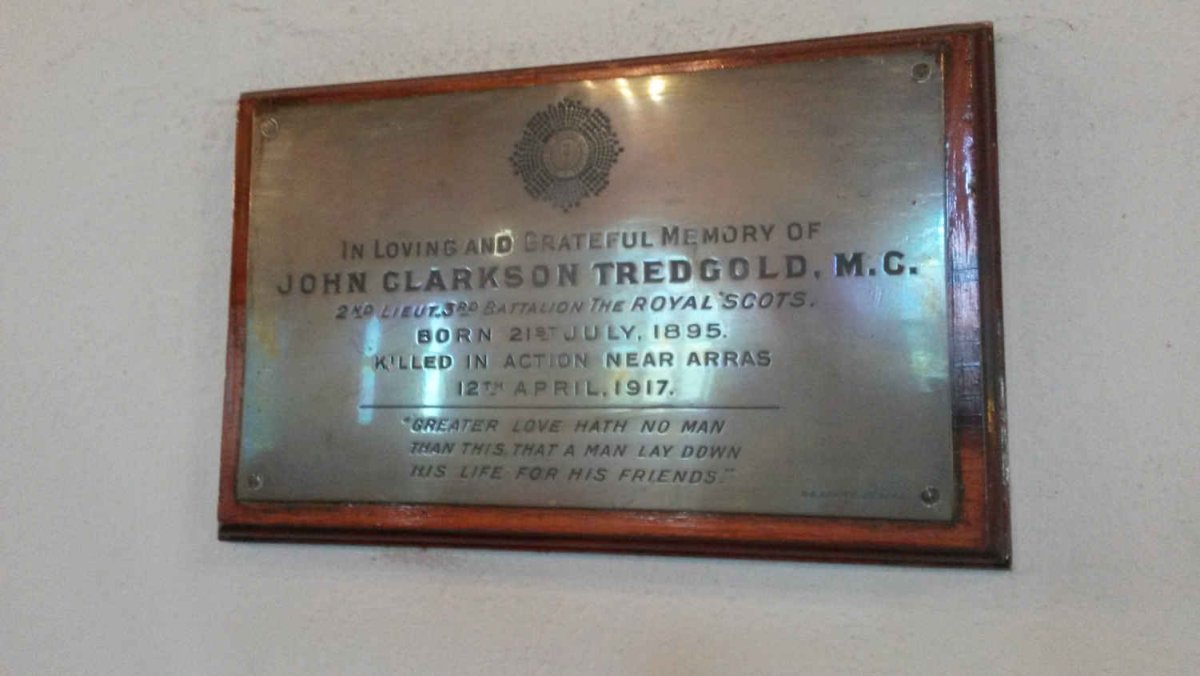 IN LOVING AND GRATEFUL MEMORY OF
JOHN CLARKSON TREDGOLD, M.C.
2ND LIEUT. 3RD BATTALION THE ROYAL SCOTS.
BORN 21ST JULY, 1895.
KILLED IN ACTION NEAR ARRAS
12TH APRIL, 1917.
"GREATER LOVE HATH NO MAN
THAN THIS, THAT A MAN LAY DOWN
HIS LIFE FOR HIS FRIENDS."